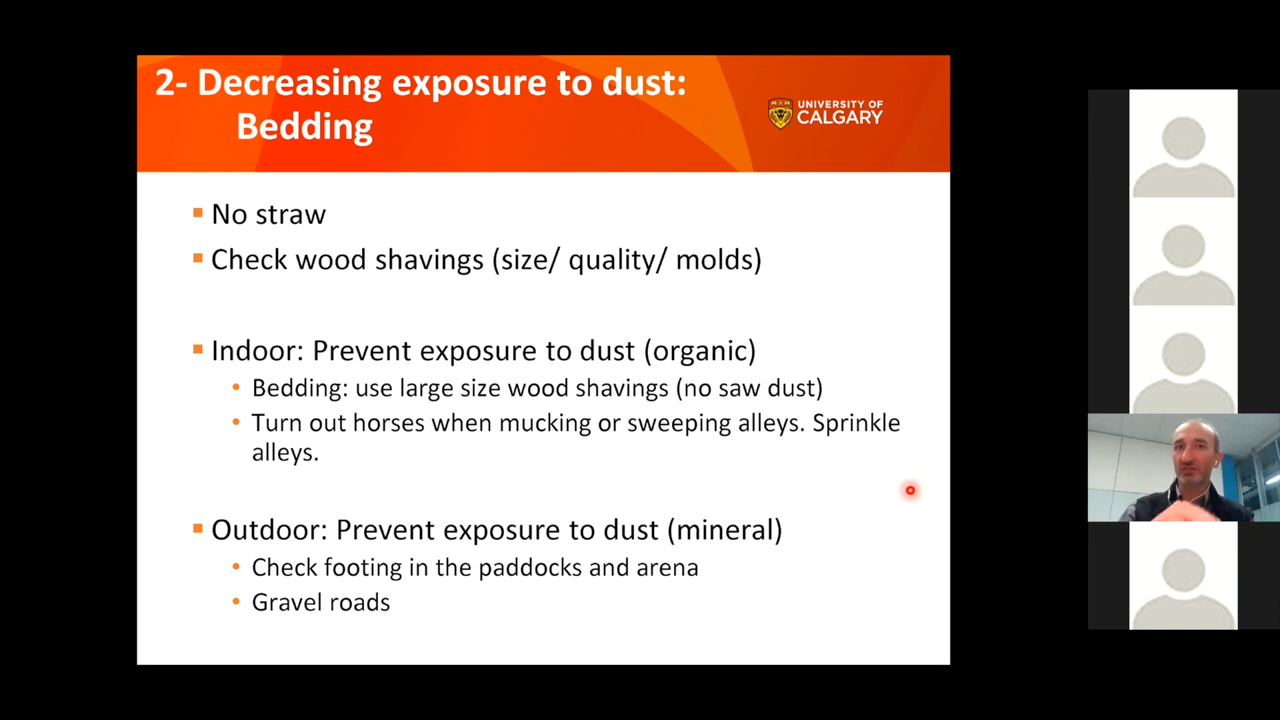 2- Decreasing exposure to dust:
Bedding
UNIVERSITY OF
CALGARY
No straw
Check wood shavings (size/ quality/ molds)
Indoor: Prevent exposure to dust (organic)
Bedding: use large size wood shavings (no saw dust)
Turn out horses when mucking or sweeping alleys. Sprinkle
alleys.
Outdoor: Prevent exposure to dust (mineral)
Check footing in the paddocks and arena
Gravel roads